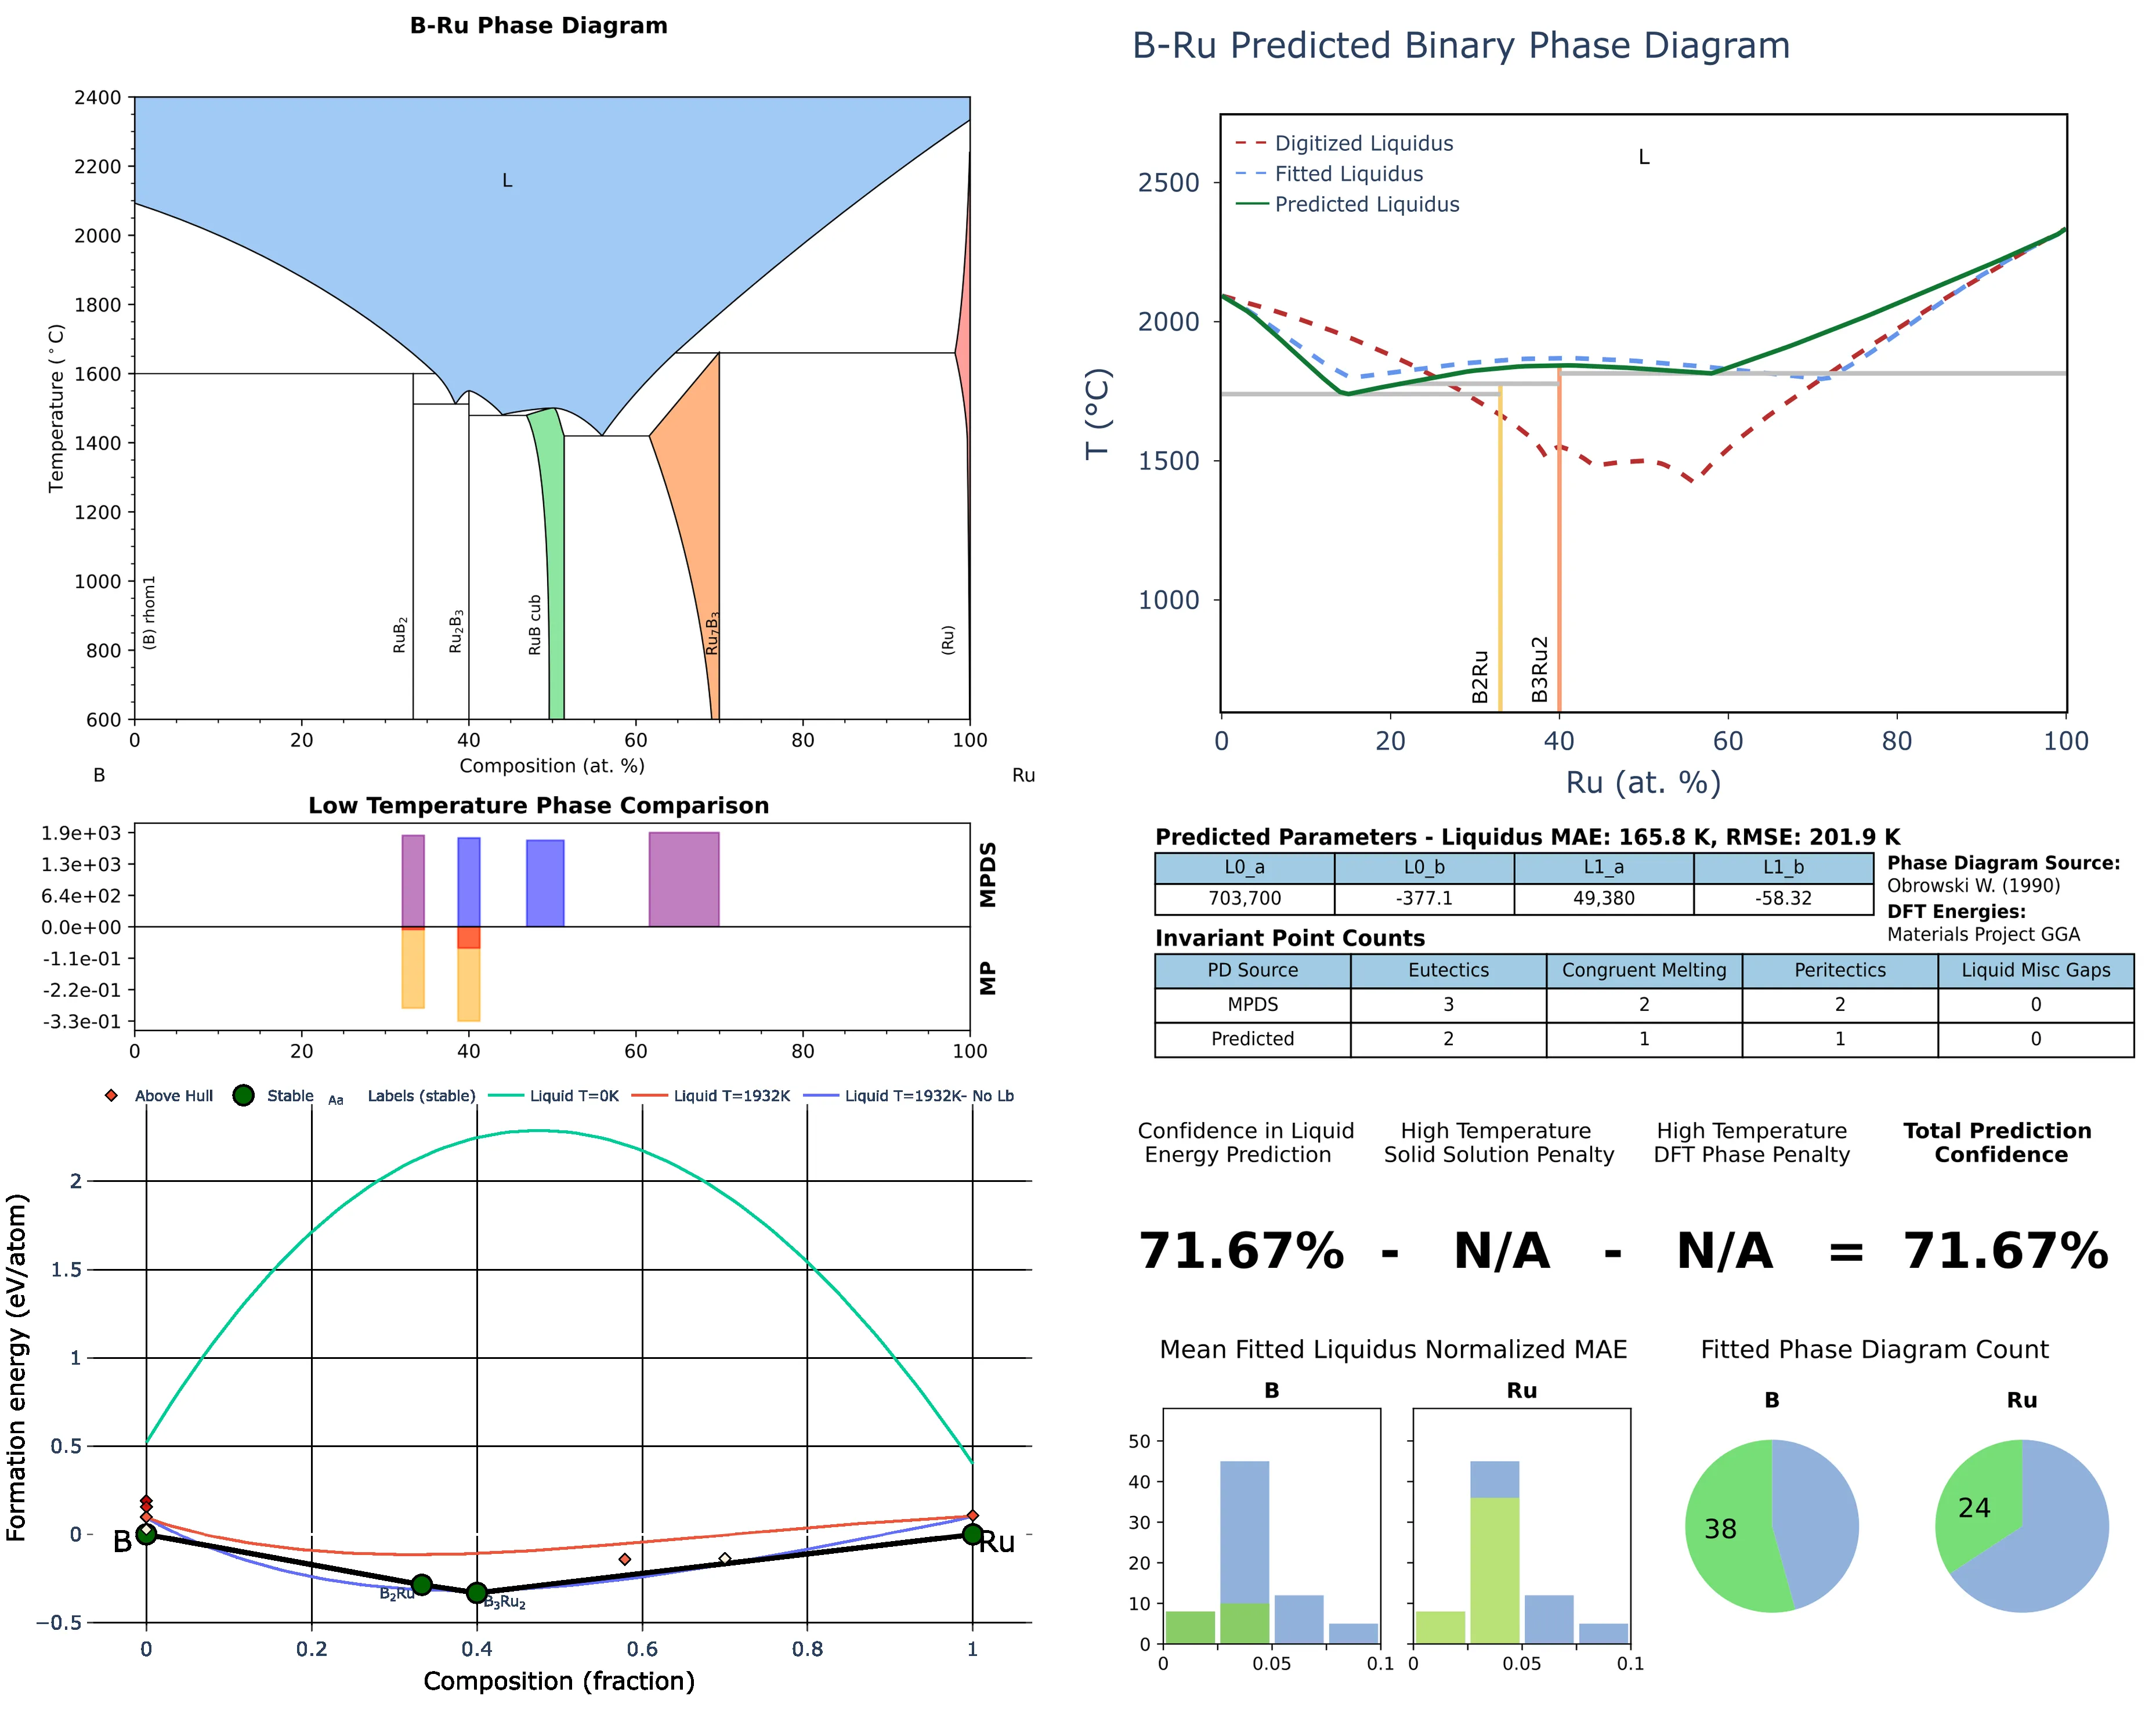 B-Ru Phase Diagram
2400
2200
2000
1800
1600
1400
1200
1000
800
600
Temperature (°C)
L
(B) rhom1
RuB2
Ru2B3
RuB cub
Ru7B3
(Ru)
0 20 40 60 80 100
Composition (at. %)
B Ru
Low Temperature Phase Comparison
1.9e+03
1.3e+03
6.4e+02
0.0e+00
-1.1e-01
-2.2e-01
-3.3e-01
MPDS
MP
0 20 40 60 80 100
Above Hull Stable Aa Labels (stable) Liquid T=0K Liquid T=1932K Liquid T=1932K- No Lb
2
1.5
1
0.5
0
−0.5
Formation energy (eV/atom)
B
B2Ru
B3Ru2
Ru
0 0.2 0.4 0.6 0.8 1
Composition (fraction)
B-Ru Predicted Binary Phase Diagram
Digitized Liquidus
Fitted Liquidus
Predicted Liquidus
L
2500
2000
1500
1000
T (°C)
B2Ru
B3Ru2
0 20 40 60 80 100
Ru (at. %)
Predicted Parameters - Liquidus MAE: 165.8 K, RMSE: 201.9 K
L0_a L0_b L1_a L1_b
703,700 -377.1 49,380 -58.32
Phase Diagram Source:
Obrowski W. (1990)
DFT Energies:
Materials Project GGA
Invariant Point Counts
PD Source Eutectics Congruent Melting Peritectics Liquid Misc Gaps
MPDS 3 2 2 0
Predicted 2 1 1 0
Confidence in Liquid
Energy Prediction
High Temperature
Solid Solution Penalty
High Temperature
DFT Phase Penalty
Total Prediction
Confidence
71.67% - N/A - N/A = 71.67%
Mean Fitted Liquidus Normalized MAE
B Ru
50
40
30
20
10
0
0 0.05 0.1 0 0.05 0.1
Fitted Phase Diagram Count
B Ru
38 24